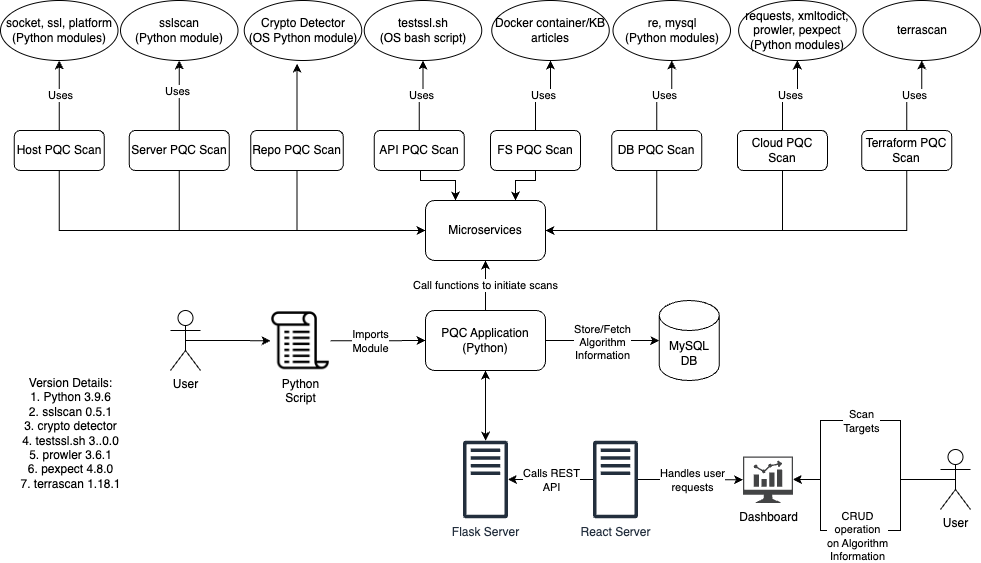 socket, ssl, platform
(Python modules)
sslscan
(Python module)
Crypto Detector
(OS Python module)
testssl.sh
(OS bash script)
Docker container/KB
articles
re, mysql
(Python modules)
requests, xmltodict,
prowler, pexpect
(Python modules)
terrascan
Uses
Uses
Uses
Uses
Uses
Uses
Uses
Host PQC Scan
Server PQC Scan
Repo PQC Scan
API PQC Scan
FS PQC Scan
DB PQC Scan
Cloud PQC
Scan
Terraform PQC
Scan
Microservices
Call functions to initiate scans
User
Python
Script
Imports
Module
PQC Application
(Python)
Store/Fetch
Algorithm
Information
MySQL
DB
Version Details:
1. Python 3.9.6
2. sslscan 0.5.1
3. crypto detector
4. testssl.sh 3..0.0
5. prowler 3.6.1
6. pexpect 4.8.0
7. terrascan 1.18.1
Flask Server
Calls REST
API
React Server
Handles user
requests
Dashboard
Scan
Targets
CRUD
operation
on Algorithm
Information
User